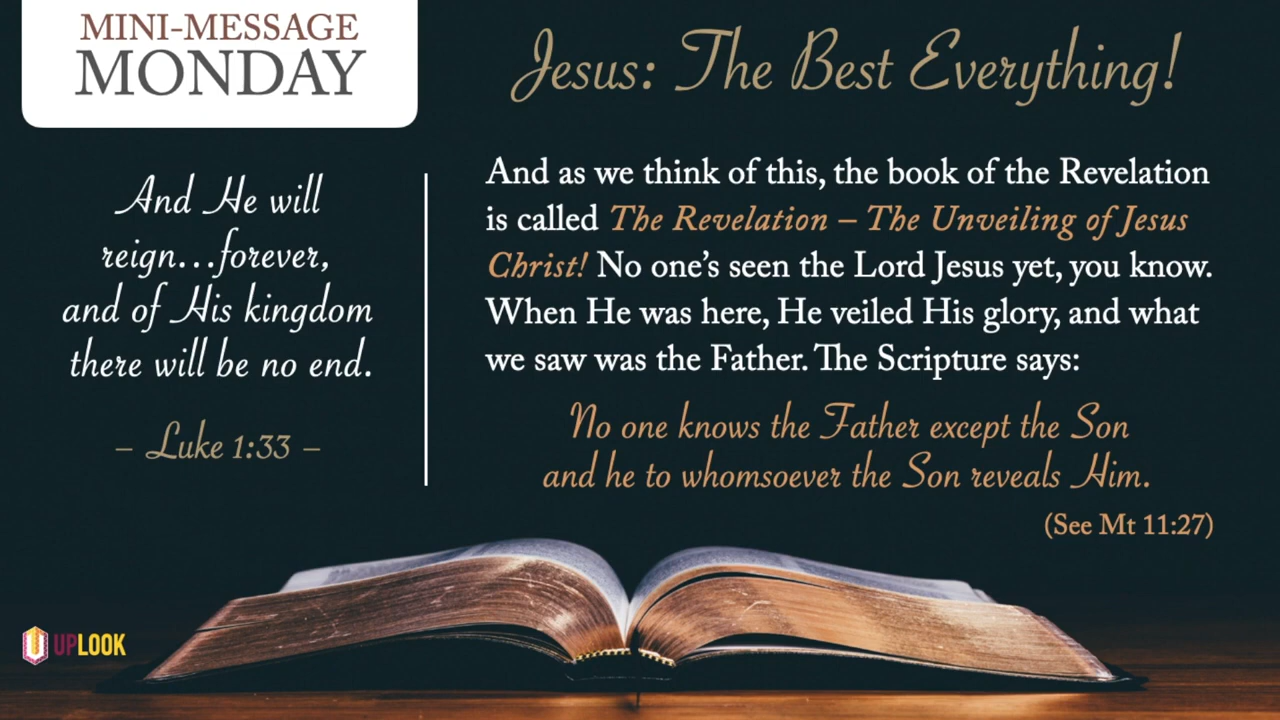 MINI-MESSAGE
MONDAY
Jesus: The Best Everything!
And He will
reign...forever,
and of His kingdom
there will be no end.
– Luke 1:33 –
And as we think of this, the book of the Revelation
is called The Revelation – The Unveiling of Jesus
Christ! No one’s seen the Lord Jesus yet, you know.
When He was here, He veiled His glory, and what
we saw was the Father. The Scripture says:
No one knows the Father except the Son
and he to whomsoever the Son reveals Him.
(See Mt 11:27)
UPLOOK